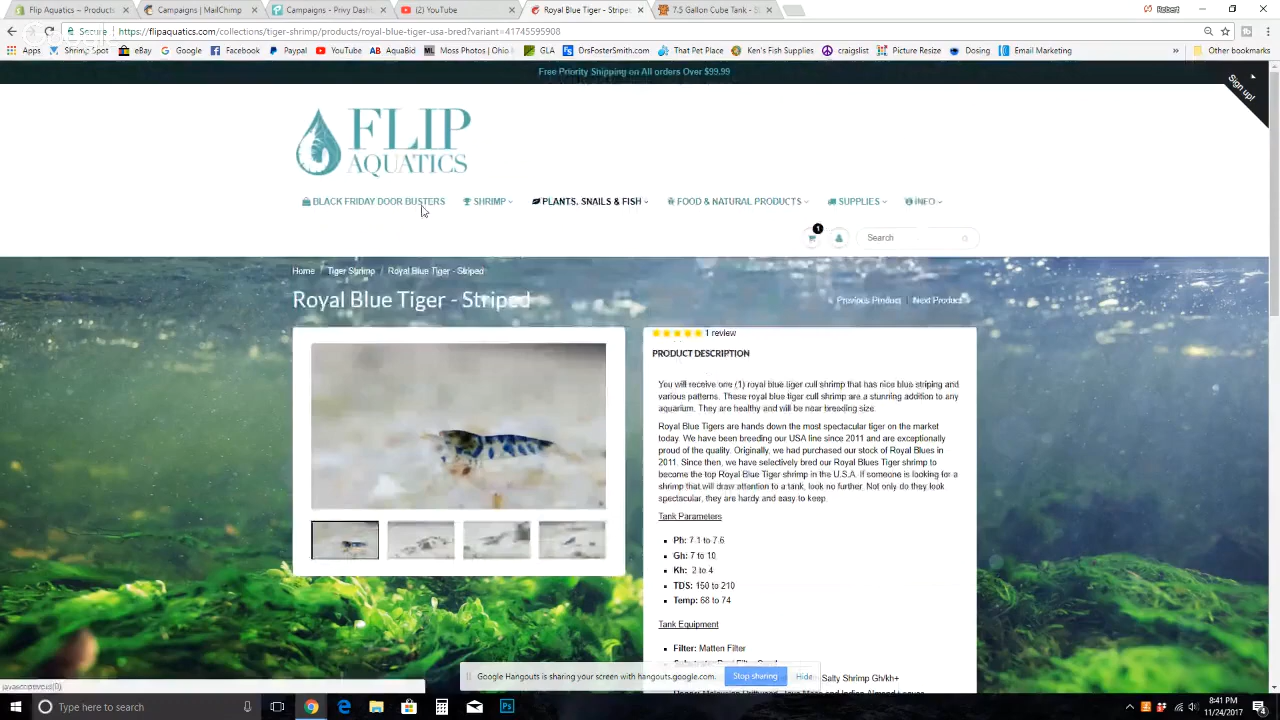 Flip Aquatics ~ Product
Campaigns | MailChimp
Campaigns - Privy Dashb
(2) YouTube
Royal Blue Tiger - Stripe
7.5 Gallon Cube Tank -
Robert
Secure
https://flipaquatics.com/collections/tiger-shrimp/products/royal-blue-tiger-usa-bred?variant=41745595908
Apps
Smartstop
Amazon
eBay
Google
Facebook
Paypal
YouTube
AquaBid
Moss Photos | Ohio
GLA
DrsFosterSmith.com
That Pet Place
Ken's Fish Supplies
craigslist
Picture Resize
Email Marketing
»
Other bookmarks
Free Priority Shipping on All orders Over $99.99
Sign up!
FLIP
AQUATICS
BLACK FRIDAY DOOR BUSTERS
SHRIMP
PLANTS, SNAILS & FISH
FOOD & NATURAL PRODUCTS
SUPPLIES
INFO
1
Search
Home / Tiger Shrimp / Royal Blue Tiger - Striped
Royal Blue Tiger - Striped
« Previous Product | Next Product »
1 review
PRODUCT DESCRIPTION
You will receive one (1) royal blue tiger cull shrimp that has nice blue striping and
various patterns. These royal blue tiger cull shrimp are a stunning addition to any
aquarium. They are healthy and will be near breeding size.
Royal Blue Tigers are hands down the most spectacular tiger on the market
today. We have been breeding our USA line since 2011 and are exceptionally
proud of the quality. Originally, we had purchased our stock of Royal Blues in
2011. Since then, we have selectively bred our Royal Blues Tiger shrimp to
become the top Royal Blue Tiger shrimp in the U.S.A. If someone is looking for a
shrimp that will draw attention to a tank, look no further. Not only do they look
spectacular, they are hardy and easy to keep.
Tank Parameters
Ph: 7.1 to 7.6
Gh: 7 to 10
Kh: 2 to 4
TDS: 150 to 210
Temp: 68 to 74
Tank Equipment
Filter: Matten Filter
Salty Shrimp Gh/kh+
Google Hangouts is sharing your screen with hangouts.google.com.
Stop sharing
Hide
javascript:void(0);
Type here to search
Ps
8:41 PM
11/24/2017
4